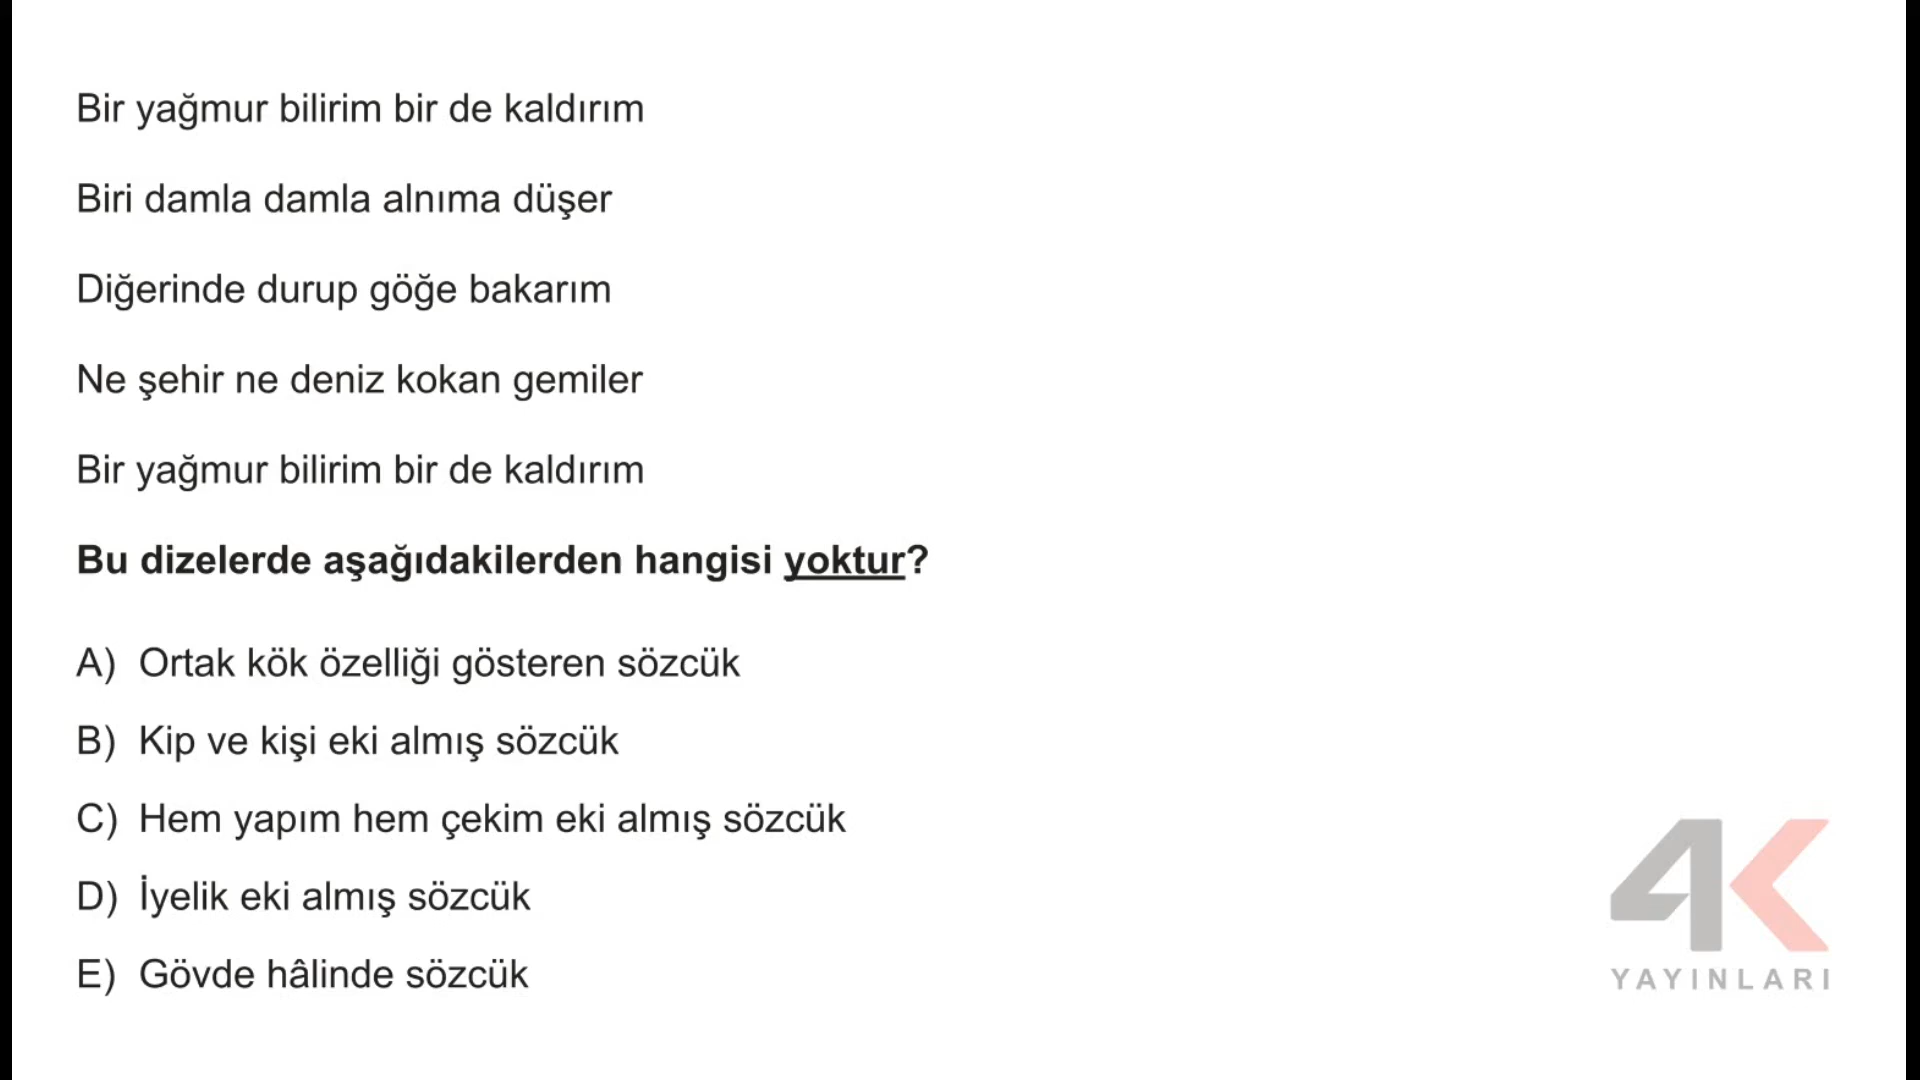 Bir yağmur bilirim bir de kaldırım
Biri damla damla alnıma düşer
Diğerinde durup göğe bakarım
Ne şehir ne deniz kokan gemiler
Bir yağmur bilirim bir de kaldırım
Bu dizelerde aşağıdakilerden hangisi yoktur?
A) Ortak kök özelliği gösteren sözcük
B) Kip ve kişi eki almış sözcük
C) Hem yapım hem çekim eki almış sözcük
D) İyelik eki almış sözcük
E) Gövde hâlinde sözcük
4K
YAYINLARI